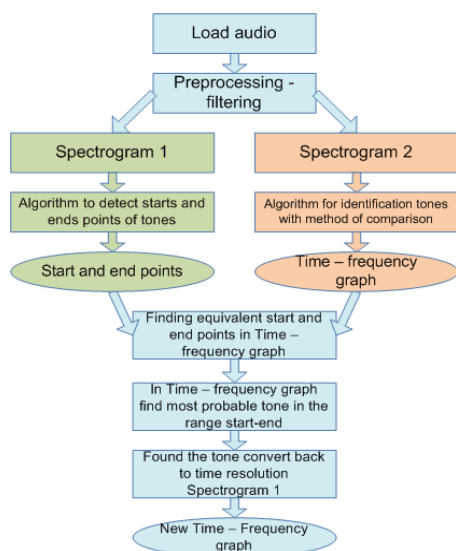 Load audio
Preprocessing -
filtering
Spectrogram 1
Algorithm to detect starts and
ends points of tones
Start and end points
Spectrogram 2
Algorithm for identification tones
with method of comparison
Time – frequency
graph
Finding equivalent start and
end points in Time –
frequency graph
In Time – frequency graph
find most probable tone in the
range start-end
Found the tone convert back
to time resolution
Spectrogram 1
New Time – Frequency
graph